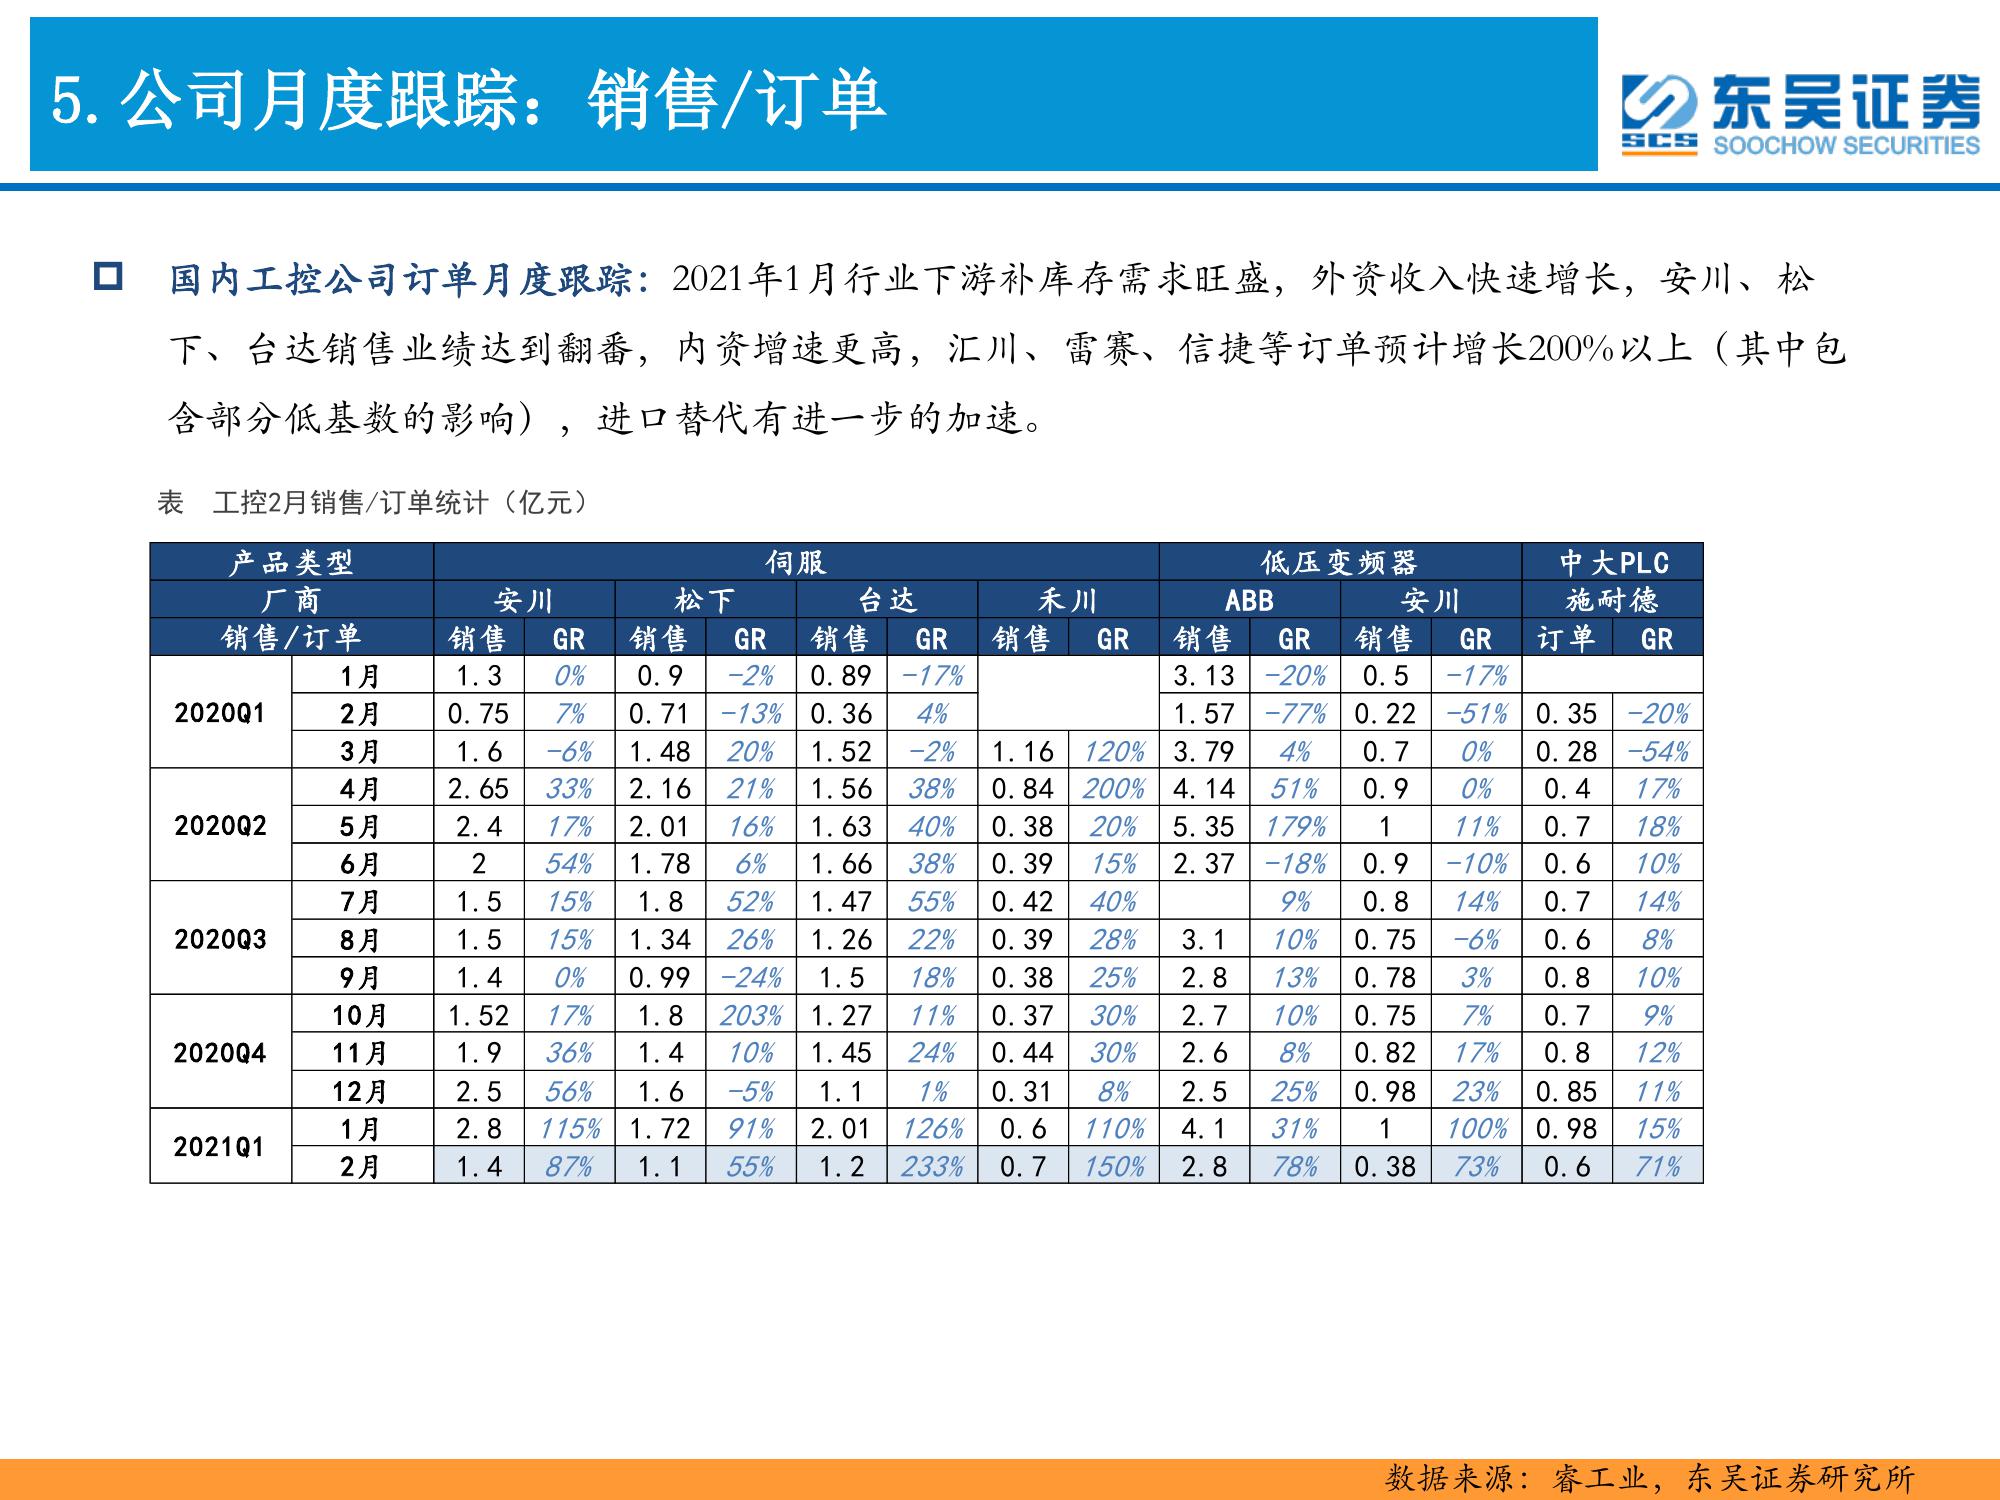 5.公司月度跟踪：销售/订单
东吴证券
SCS SOOCHOW SECURITIES
国内工控公司订单月度跟踪：2021年1月行业下游补库存需求旺盛，外资收入快速增长，安川、松
下、台达销售业绩达到翻番，内资增速更高，汇川、雷赛、信捷等订单预计增长200%以上（其中包
含部分低基数的影响），进口替代有进一步的加速。
表 工控2月销售/订单统计（亿元）
产品类型 伺服 低压变频器 中大PLC
厂商 安川 松下 台达 禾川 ABB 安川 施耐德
销售/订单 销售 GR 销售 GR 销售 GR 销售 GR 销售 GR 销售 GR 订单 GR
2020Q1 1月 1.3 0% 0.9 -2% 0.89 -17% 3.13 -20% 0.5 -17%
2月 0.75 7% 0.71 -13% 0.36 4% 1.57 -77% 0.22 -51% 0.35 -20%
3月 1.6 -6% 1.48 20% 1.52 -2% 1.16 120% 3.79 4% 0.7 0% 0.28 -54%
2020Q2 4月 2.65 33% 2.16 21% 1.56 38% 0.84 200% 4.14 51% 0.9 0% 0.4 17%
5月 2.4 17% 2.01 16% 1.63 40% 0.38 20% 5.35 179% 1 11% 0.7 18%
6月 2 54% 1.78 6% 1.66 38% 0.39 15% 2.37 -18% 0.9 -10% 0.6 10%
2020Q3 7月 1.5 15% 1.8 52% 1.47 55% 0.42 40% 9% 0.8 14% 0.7 14%
8月 1.5 15% 1.34 26% 1.26 22% 0.39 28% 3.1 10% 0.75 -6% 0.6 8%
9月 1.4 0% 0.99 -24% 1.5 18% 0.38 25% 2.8 13% 0.78 3% 0.8 10%
2020Q4 10月 1.52 17% 1.8 203% 1.27 11% 0.37 30% 2.7 10% 0.75 7% 0.7 9%
11月 1.9 36% 1.4 10% 1.45 24% 0.44 30% 2.6 8% 0.82 17% 0.8 12%
12月 2.5 56% 1.6 -5% 1.1 1% 0.31 8% 2.5 25% 0.98 23% 0.85 11%
2021Q1 1月 2.8 115% 1.72 91% 2.01 126% 0.6 110% 4.1 31% 1 100% 0.98 15%
2月 1.4 87% 1.1 55% 1.2 233% 0.7 150% 2.8 78% 0.38 73% 0.6 71%
数据来源：睿工业，东吴证券研究所